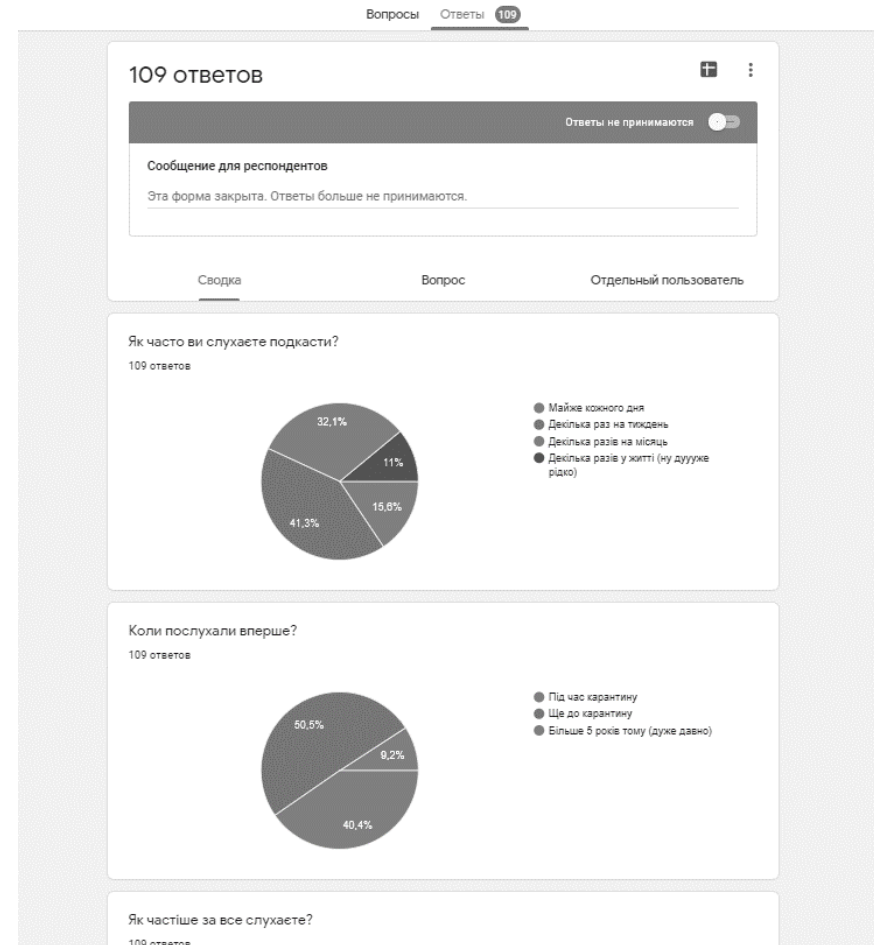 Вопросы Ответы 109
109 ответов
Ответы не принимаются
Сообщение для респондентов
Эта форма закрыта. Ответы больше не принимаются.
Сводка Вопрос Отдельный пользователь
Як часто ви слухаєте подкасти?
109 ответов
32,1%
11%
15,6%
41,3%
Майже кожного дня
Декілька раз на тиждень
Декілька разів на місяць
Декілька разів у житті (ну дуууже
рідко)
Коли послухали вперше?
109 ответов
50,5%
9,2%
40,4%
Під час карантину
Ще до карантину
Більше 5 років тому (дуже давно)
Як частіше за все слухаєте?
109 ответов